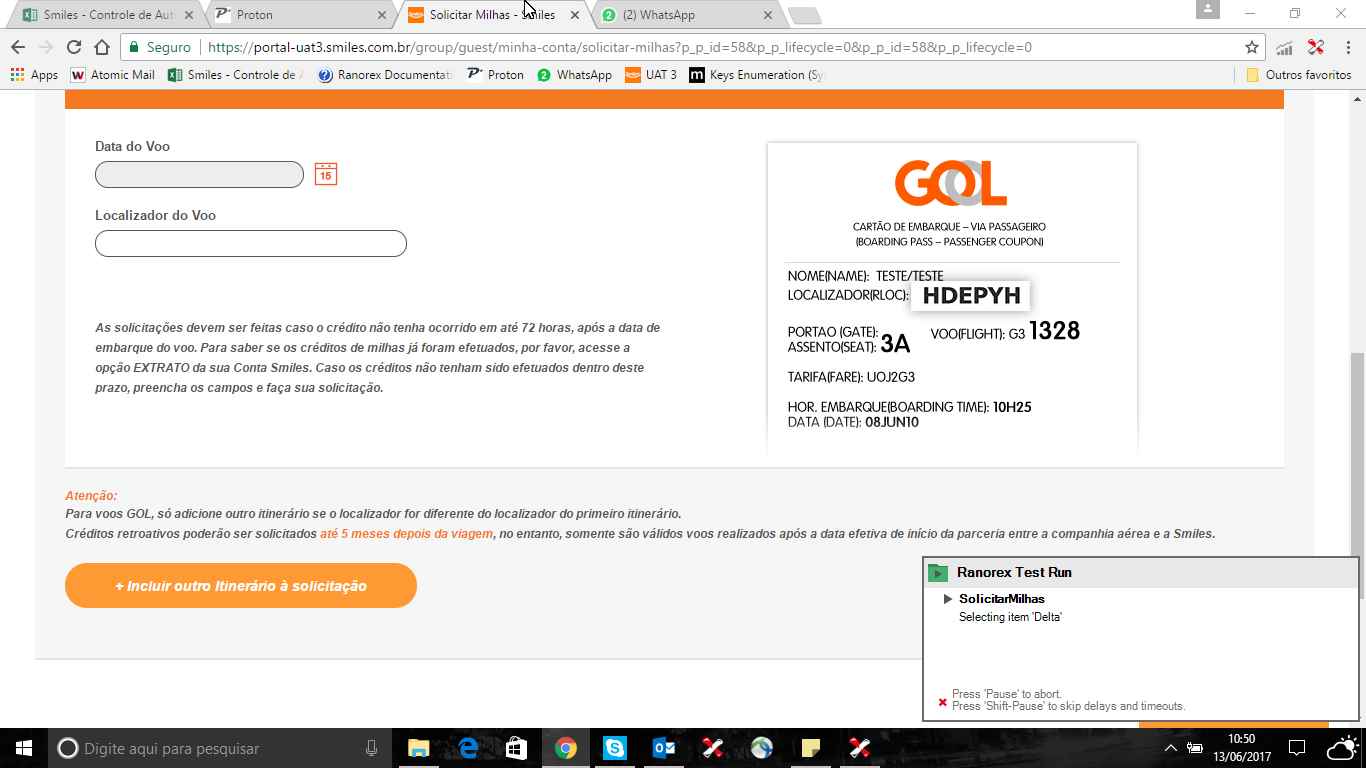 Smiles - Controle de Aut
Proton
Solicitar Milhas - Smiles
(2) WhatsApp
Seguro
https://portal-uat3.smiles.com.br/group/guest/minha-conta/solicitar-milhas?p_p_id=58&p_p_lifecycle=0&p_p_id=58&p_p_lifecycle=0
Apps
Atomic Mail
Smiles - Controle de A
Ranorex Documentati
Proton
WhatsApp
UAT 3
Keys Enumeration (Sy
Outros favoritos
Data do Voo
15
Localizador do Voo
As solicitações devem ser feitas caso o crédito não tenha ocorrido em até 72 horas, após a data de
embarque do voo. Para saber se os créditos de milhas já foram efetuados, por favor, acesse a
opção EXTRATO da sua Conta Smiles. Caso os créditos não tenham sido efetuados dentro deste
prazo, preencha os campos e faça sua solicitação.
GOL
CARTÃO DE EMBARQUE – VIA PASSAGEIRO
(BOARDING PASS – PASSENGER COUPON)
NOME(NAME): TESTE/TESTE
LOCALIZADOR(RLOC): HDEPYH
PORTAO (GATE):
ASSENTO(SEAT): 3A
VOO(FLIGHT): G3 1328
TARIFA(FARE): UOJ2G3
HOR. EMBARQUE(BOARDING TIME): 10H25
DATA (DATE): 08JUN10
Atenção:
Para voos GOL, só adicione outro itinerário se o localizador for diferente do localizador do primeiro itinerário.
Créditos retroativos poderão ser solicitados até 5 meses depois da viagem, no entanto, somente são válidos voos realizados após a data efetiva de início da parceria entre a companhia aérea e a Smiles.
+ Incluir outro Itinerário à solicitação
Ranorex Test Run
SolicitarMilhas
Selecting item 'Delta'
Press 'Pause' to abort.
Press 'Shift-Pause' to skip delays and timeouts.
Digite aqui para pesquisar
10:50
13/06/2017